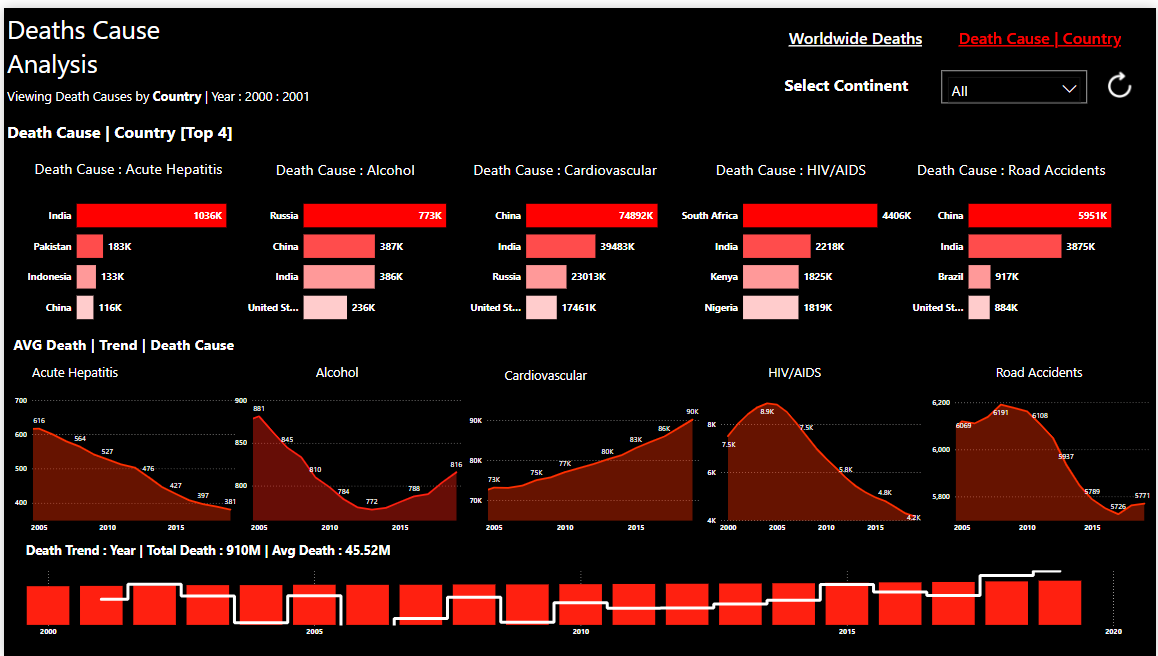 Deaths Cause
Analysis
Worldwide Deaths
Death Cause | Country
Select Continent
All
Viewing Death Causes by Country | Year : 2000 : 2001
Death Cause | Country [Top 4]
Death Cause : Acute Hepatitis
India 1036K
Pakistan 183K
Indonesia 133K
China 116K
Death Cause : Alcohol
Russia 773K
China 387K
India 386K
United St... 236K
Death Cause : Cardiovascular
China 74892K
India 39483K
Russia 23013K
United St... 17461K
Death Cause : HIV/AIDS
South Africa 4406K
India 2218K
Kenya 1825K
Nigeria 1819K
Death Cause : Road Accidents
China 5951K
India 3875K
Brazil 917K
United St... 884K
AVG Death | Trend | Death Cause
Acute Hepatitis
700
600
500
400
616
564
527
476
427
397
381
2005 2010 2015
Alcohol
900
850
800
881
845
810
784
772
788
816
2005 2010 2015
Cardiovascular
90K
80K
70K
73K
75K
77K
80K
83K
86K
90K
2005 2010 2015
HIV/AIDS
8K
6K
4K
7.5K
8.9K
7.5K
5.8K
4.8K
4.2K
2000 2005 2010 2015
Road Accidents
6,200
6,000
5,800
6069
6191
6108
5937
5789
5726
5771
2005 2010 2015
Death Trend : Year | Total Death : 910M | Avg Death : 45.52M
2000 2005 2010 2015 2020